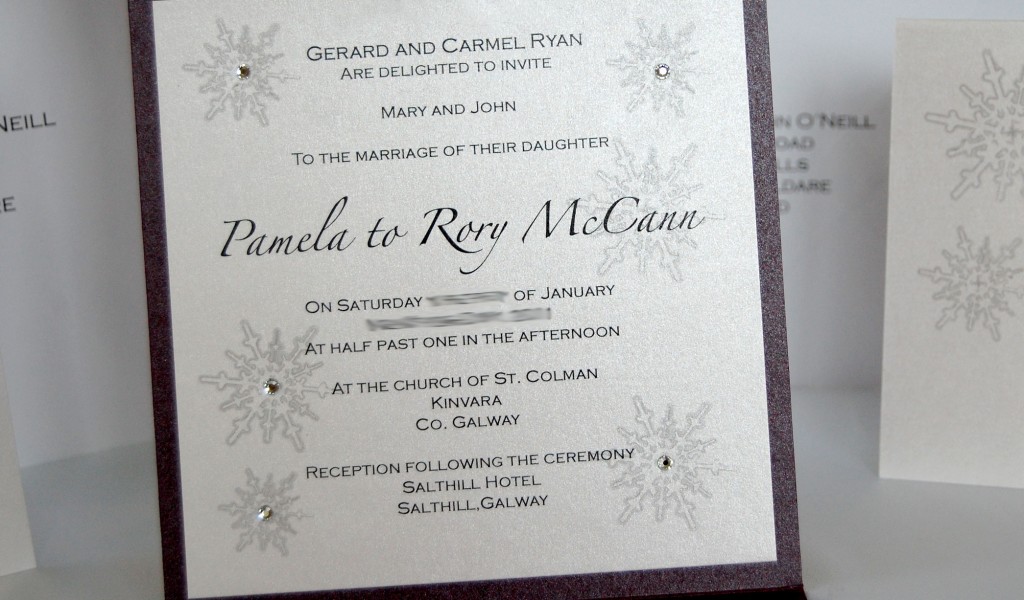 GERARD AND CARMEL RYAN
ARE DELIGHTED TO INVITE
MARY AND JOHN
TO THE MARRIAGE OF THEIR DAUGHTER
Pamela to Rory McCann
ON SATURDAY OF JANUARY
AT HALF PAST ONE IN THE AFTERNOON
AT THE CHURCH OF ST. COLMAN
KINVARA
CO. GALWAY
RECEPTION FOLLOWING THE CEREMONY
SALTHILL HOTEL
SALTHILL,GALWAY
NEILL
O'NEILL